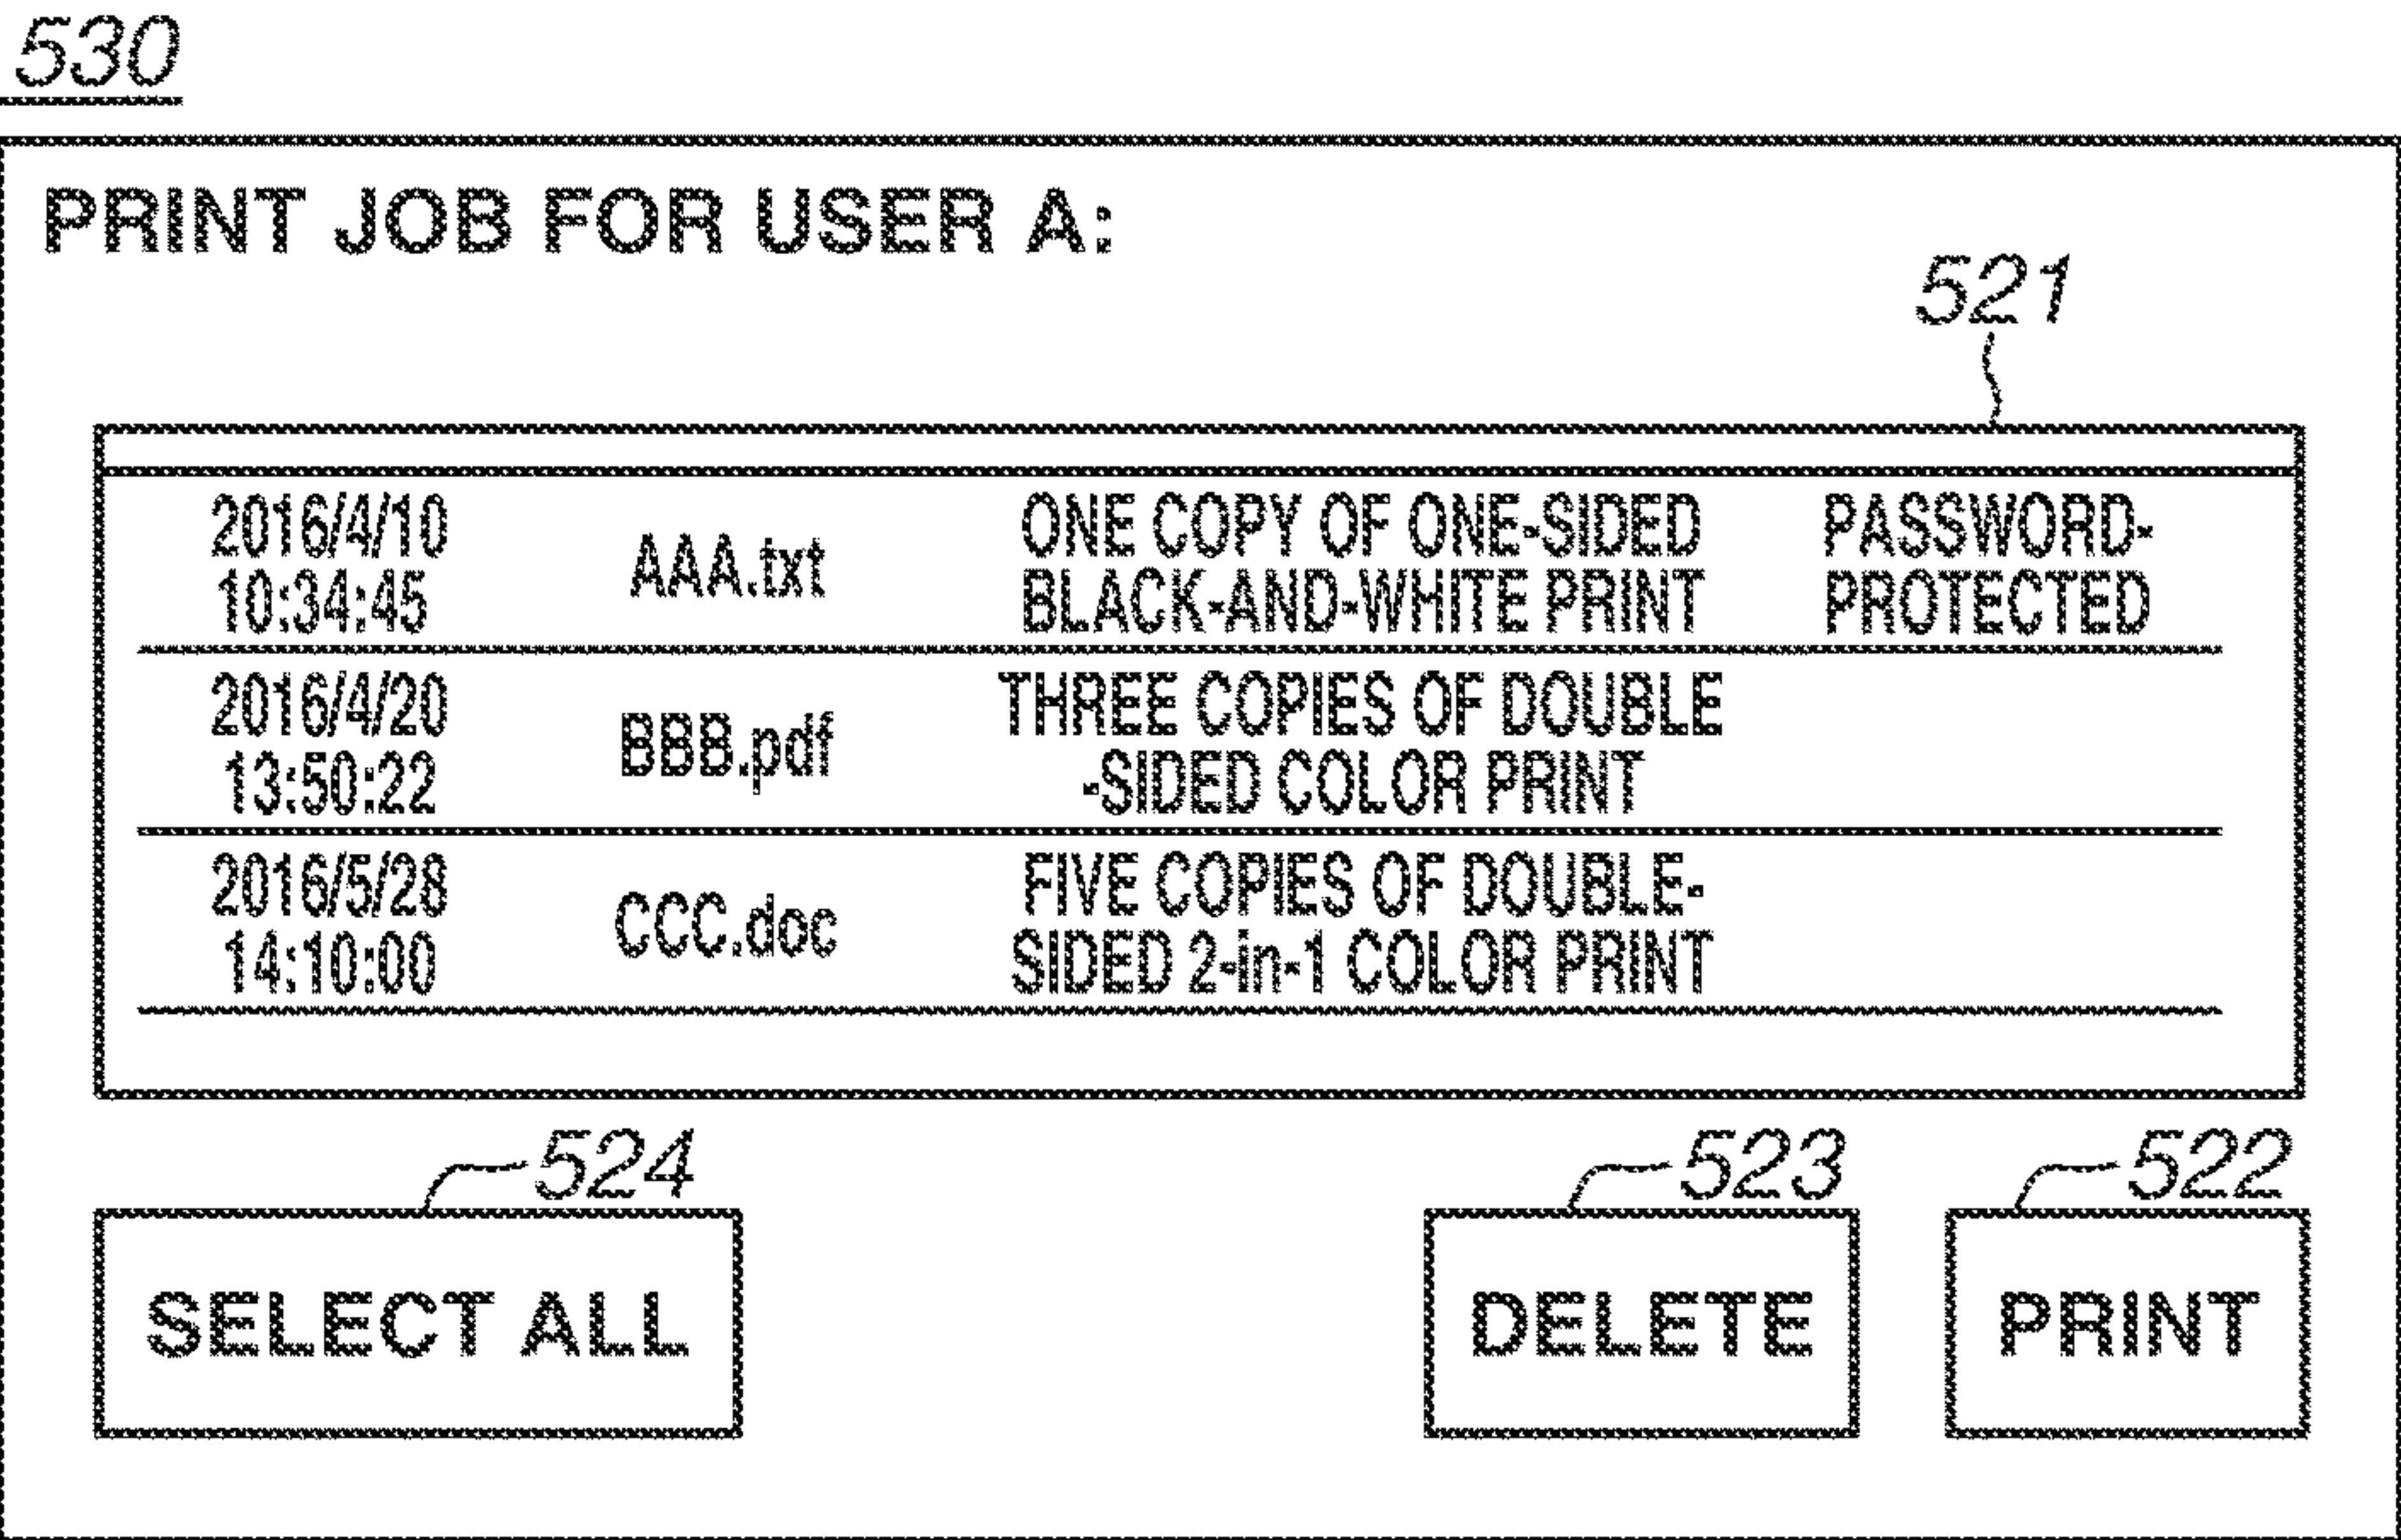 530
PRINT JOB FOR USER A:
521
2016/4/10
10:34:45
AAA.txt
ONE COPY OF ONE-SIDED
BLACK-AND-WHITE PRINT
PASSWORD-
PROTECTED
2016/4/20
13:50:22
BBB.pdf
THREE COPIES OF DOUBLE
-SIDED COLOR PRINT
2016/5/28
14:10:00
CCC.doc
FIVE COPIES OF DOUBLE-
SIDED 2-in-1 COLOR PRINT
524
523
522
SELECT ALL
DELETE
PRINT